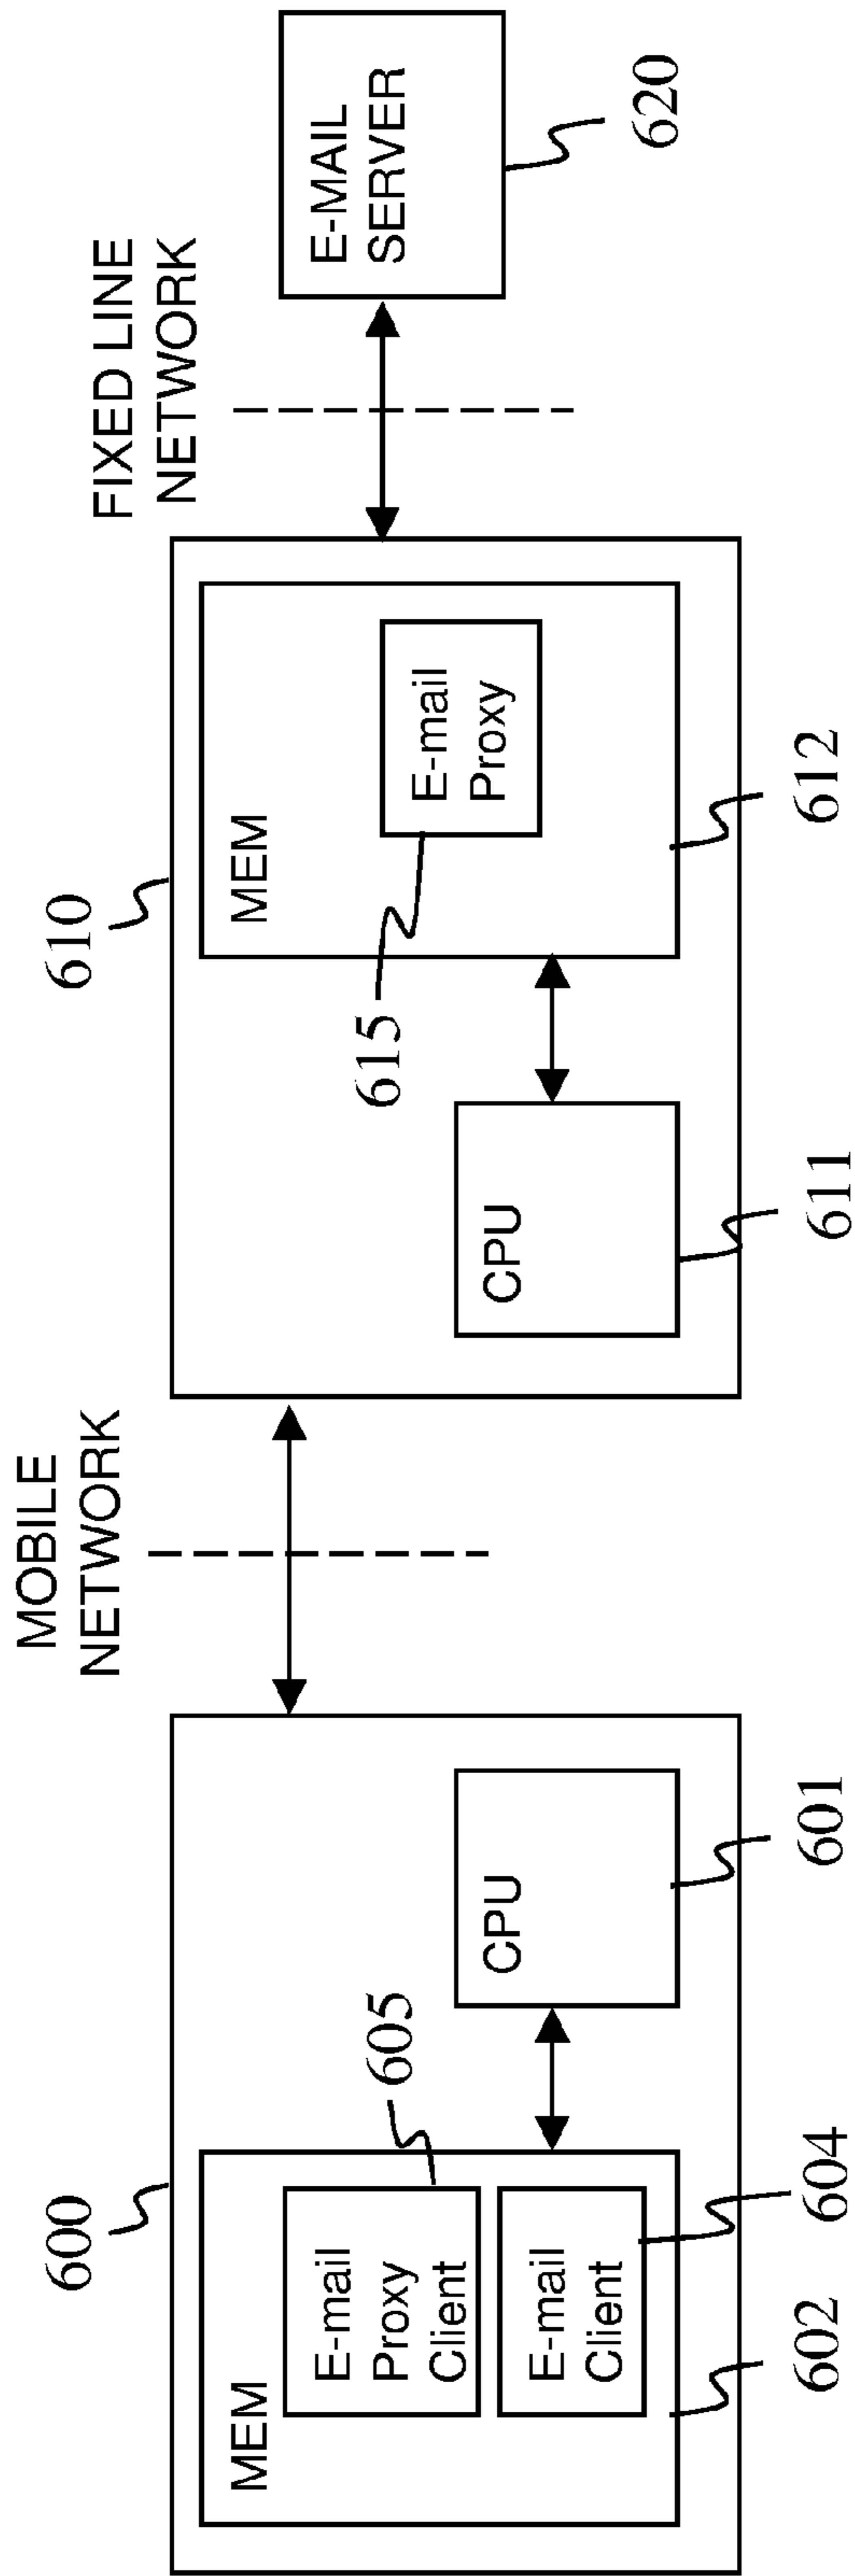 MOBILE
NETWORK
FIXED LINE
NETWORK
600
MEM
E-mail
Proxy
Client
605
E-mail
Client
604
602
CPU
601
610
CPU
611
615
MEM
E-mail
Proxy
612
E-MAIL
SERVER
620